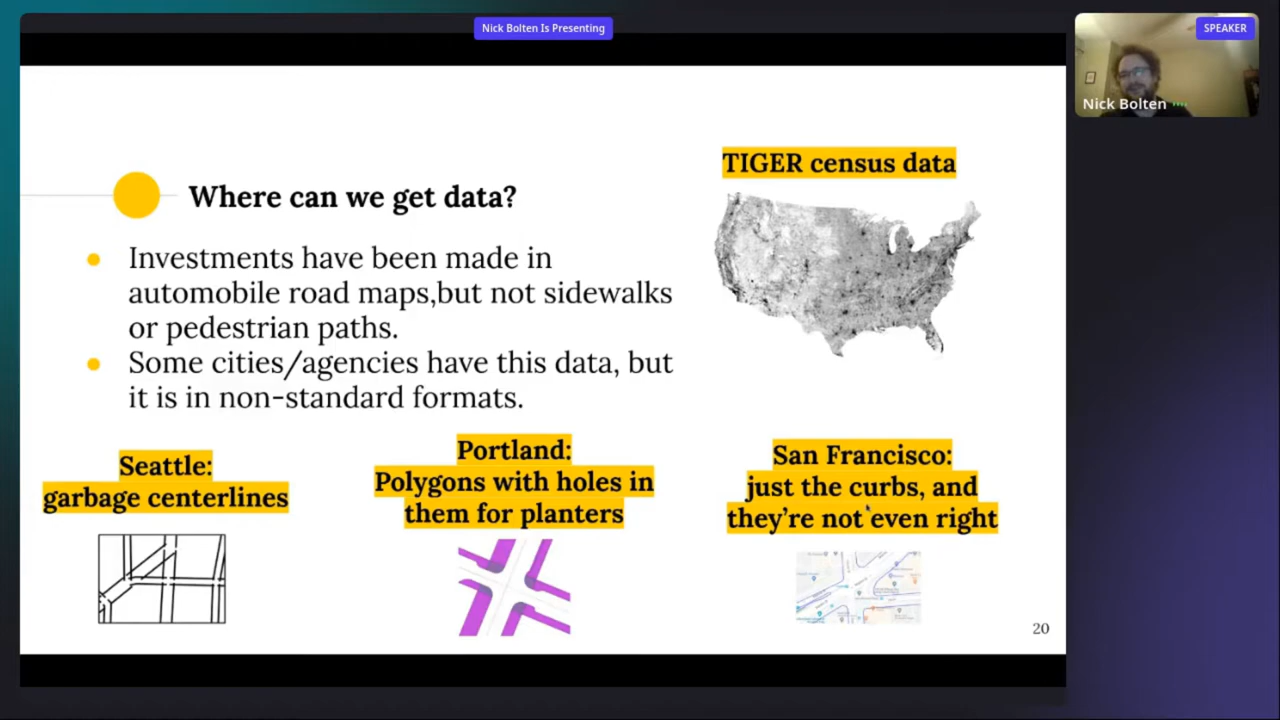 Nick Bolten Is Presenting
SPEAKER
Nick Bolten
TIGER census data
Where can we get data?
Investments have been made in
automobile road maps,but not sidewalks
or pedestrian paths.
Some cities/agencies have this data, but
it is in non-standard formats.
Seattle:
garbage centerlines
Portland:
Polygons with holes in
them for planters
San Francisco:
just the curbs, and
they're not even right
20